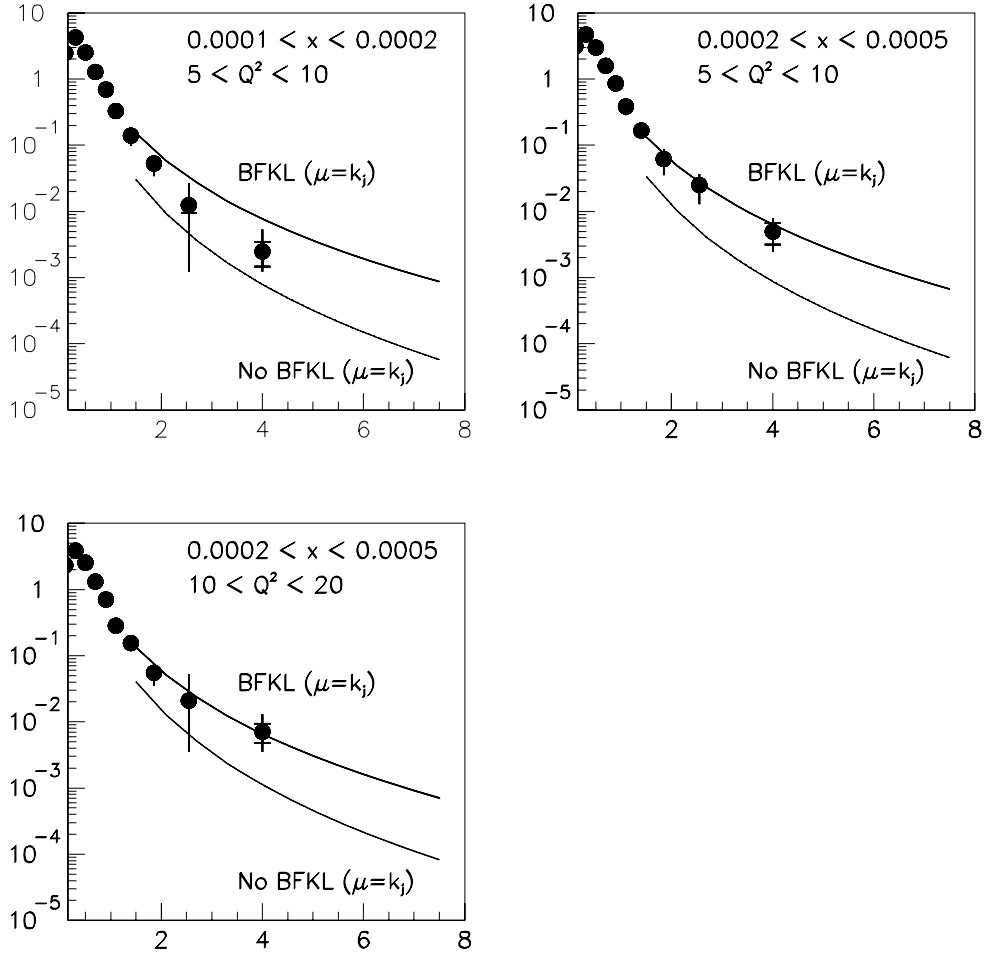 10
1
10⁻¹
10⁻²
10⁻³
10⁻⁴
10⁻⁵
0.0001 < x < 0.0002
5 < Q² < 10
BFKL (μ=kⱼ)
No BFKL (μ=kⱼ)
2 4 6 8
10
1
10⁻¹
10⁻²
10⁻³
10⁻⁴
10⁻⁵
0.0002 < x < 0.0005
5 < Q² < 10
BFKL (μ=kⱼ)
No BFKL (μ=kⱼ)
2 4 6 8
10
1
10⁻¹
10⁻²
10⁻³
10⁻⁴
10⁻⁵
0.0002 < x < 0.0005
10 < Q² < 20
BFKL (μ=kⱼ)
No BFKL (μ=kⱼ)
2 4 6 8